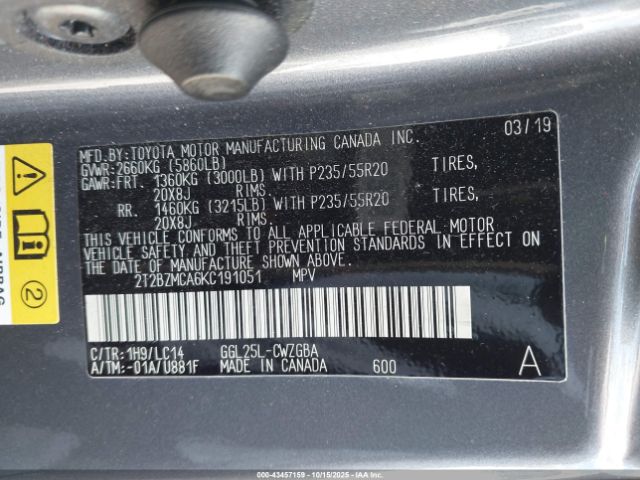 MFD.BY:TOYOTA MOTOR MANUFACTURING CANADA INC. 03/19
GVWR:2660KG (5860LB)
GAWR:FRT. 1360KG (3000LB) WITH P235/55R20 TIRES,
20X8J RIMS.
RR. 1460KG (3215LB) WITH P235/55R20 TIRES,
20X8J RIMS.
THIS VEHICLE CONFORMS TO ALL APPLICABLE FEDERAL MOTOR
VEHICLE SAFETY AND THEFT PREVENTION STANDARDS IN EFFECT ON
THE DATE OF MANUFACTURE SHOWN ABOVE.
2T2BZMCA6KC191051 MPV
C/TR:1H9/LC14 GGL25L-CWZGBA
A/TM:-01A/U881F MADE IN CANADA 600 A
2
000-43457159 - 10/15/2025 - IAAI.COM